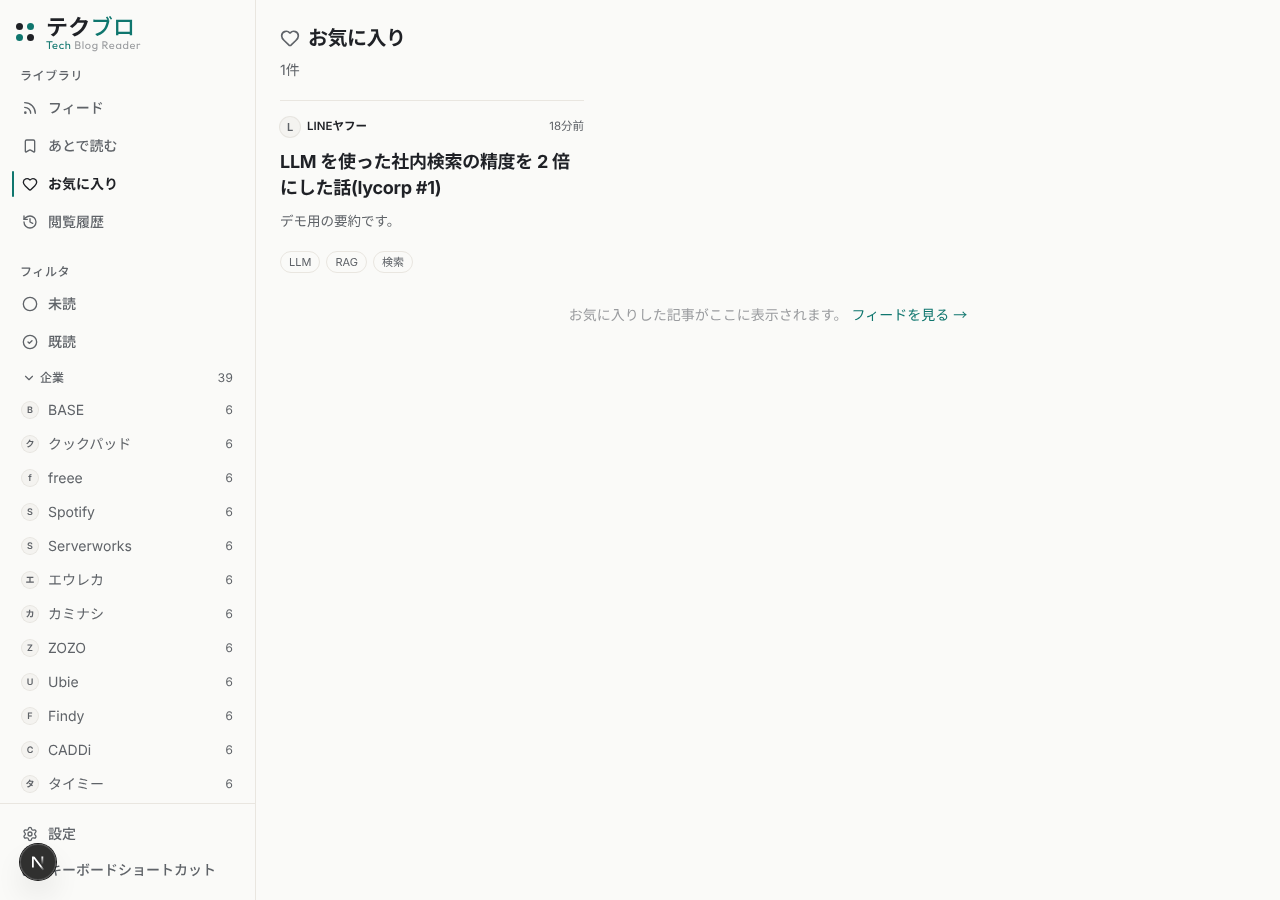 テクブロ
Tech Blog Reader
ライブラリ
フィード
あとで読む
お気に入り
閲覧履歴
フィルタ
未読
既読
企業 39
B BASE 6
ク クックパッド 6
f freee 6
S Spotify 6
S Serverworks 6
エ エウレカ 6
カ カミナシ 6
Z ZOZO 6
U Ubie 6
F Findy 6
C CADDi 6
タ タイミー 6
設定
N キーボードショートカット
お気に入り
1件
L LINEヤフー 18分前
LLM を使った社内検索の精度を 2 倍
にした話(lycorp #1)
デモ用の要約です。
LLM RAG 検索
お気に入りした記事がここに表示されます。 フィードを見る →